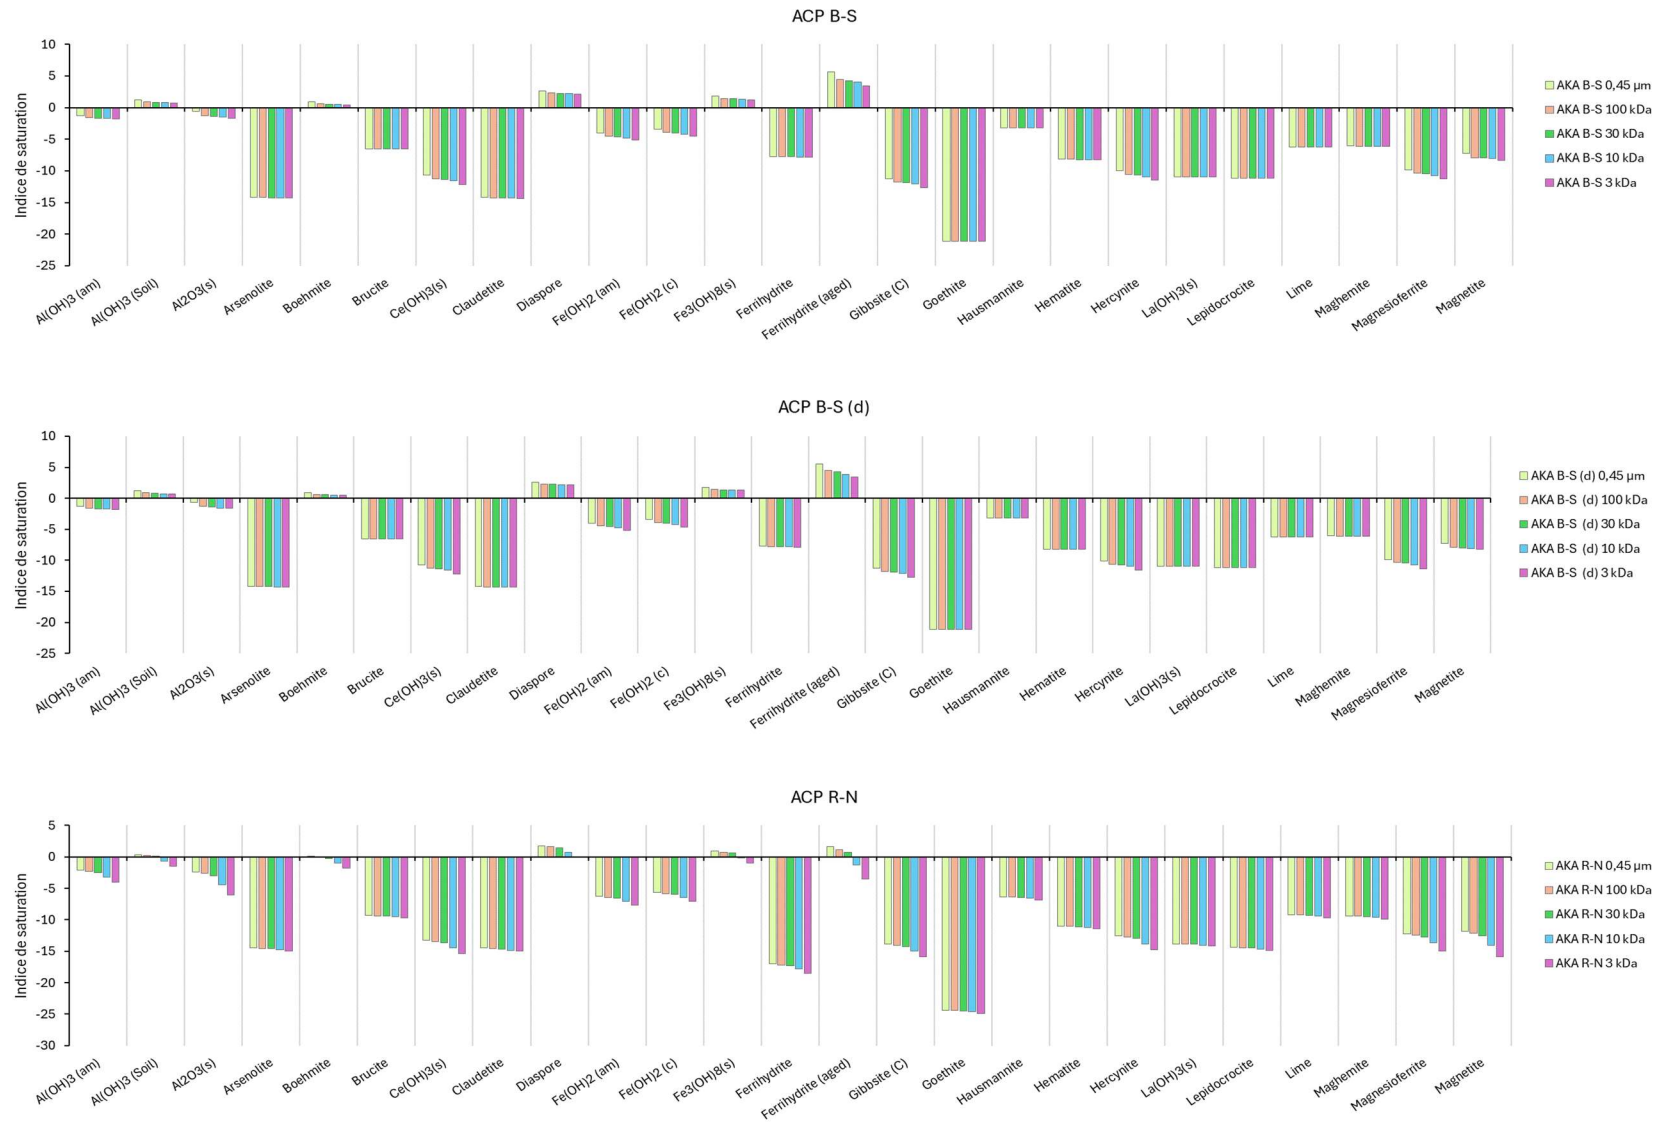 ACP B-S
Indice de saturation
10
5
0
-5
-10
-15
-20
-25
Al(OH)3 (am)
Al(OH)3 (Soil)
Al2O3(s)
Arsenolite
Boehmite
Brucite
Ce(OH)3(s)
Claudetite
Diaspore
Fe(OH)2 (am)
Fe(OH)2 (c)
Fe3(OH)8(s)
Ferrihydrite
Ferrihydrite (aged)
Gibbsite (C)
Goethite
Hausmannite
Hematite
Hercynite
La(OH)3(s)
Lepidocrocite
Lime
Maghemite
Magnesioferrite
Magnetite
AKA B-S 0,45 µm
AKA B-S 100 kDa
AKA B-S 30 kDa
AKA B-S 10 kDa
AKA B-S 3 kDa
ACP B-S (d)
Indice de saturation
10
5
0
-5
-10
-15
-20
-25
Al(OH)3 (am)
Al(OH)3 (Soil)
Al2O3(s)
Arsenolite
Boehmite
Brucite
Ce(OH)3(s)
Claudetite
Diaspore
Fe(OH)2 (am)
Fe(OH)2 (c)
Fe3(OH)8(s)
Ferrihydrite
Ferrihydrite (aged)
Gibbsite (C)
Goethite
Hausmannite
Hematite
Hercynite
La(OH)3(s)
Lepidocrocite
Lime
Maghemite
Magnesioferrite
Magnetite
AKA B-S (d) 0,45 µm
AKA B-S (d) 100 kDa
AKA B-S (d) 30 kDa
AKA B-S (d) 10 kDa
AKA B-S (d) 3 kDa
ACP R-N
Indice de saturation
5
0
-5
-10
-15
-20
-25
-30
Al(OH)3 (am)
Al(OH)3 (Soil)
Al2O3(s)
Arsenolite
Boehmite
Brucite
Ce(OH)3(s)
Claudetite
Diaspore
Fe(OH)2 (am)
Fe(OH)2 (c)
Fe3(OH)8(s)
Ferrihydrite
Ferrihydrite (aged)
Gibbsite (C)
Goethite
Hausmannite
Hematite
Hercynite
La(OH)3(s)
Lepidocrocite
Lime
Maghemite
Magnesioferrite
Magnetite
AKA R-N 0,45 µm
AKA R-N 100 kDa
AKA R-N 30 kDa
AKA R-N 10 kDa
AKA R-N 3 kDa